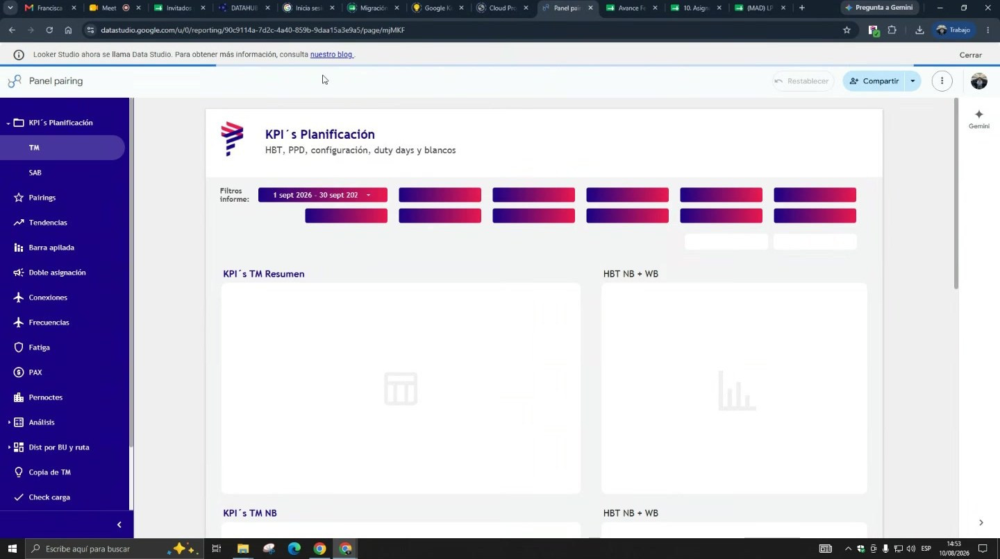 Francisca
Meet
Invitados
DATAHUB
Inicia sesi
Migración
Google K
Cloud Pro
Panel pair
Avance Fe
10. Asign
(MAD) LP
Pregunta a Gemini
datastudio.google.com/u/0/reporting/90c9114a-7d2c-4a40-859b-9daa15a3e9a5/page/mjMKF
Trabajo
Looker Studio ahora se llama Data Studio. Para obtener más información, consulta nuestro blog.
Cerrar
Panel pairing
Restablecer
Compartir
Gemini
KPI´s Planificación
TM
SAB
Pairings
Tendencias
Barra apilada
Doble asignación
Conexiones
Frecuencias
Fatiga
PAX
Pernoctes
Análisis
Dist por BU y ruta
Copia de TM
Check carga
KPI´s Planificación
HBT, PPD, configuración, duty days y blancos
Filtros
informe:
1 sept 2026 - 30 sept 202
KPI´s TM Resumen
HBT NB + WB
KPI´s TM NB
HBT NB + WB
Escribe aquí para buscar
ESP
14:53
10/08/2026